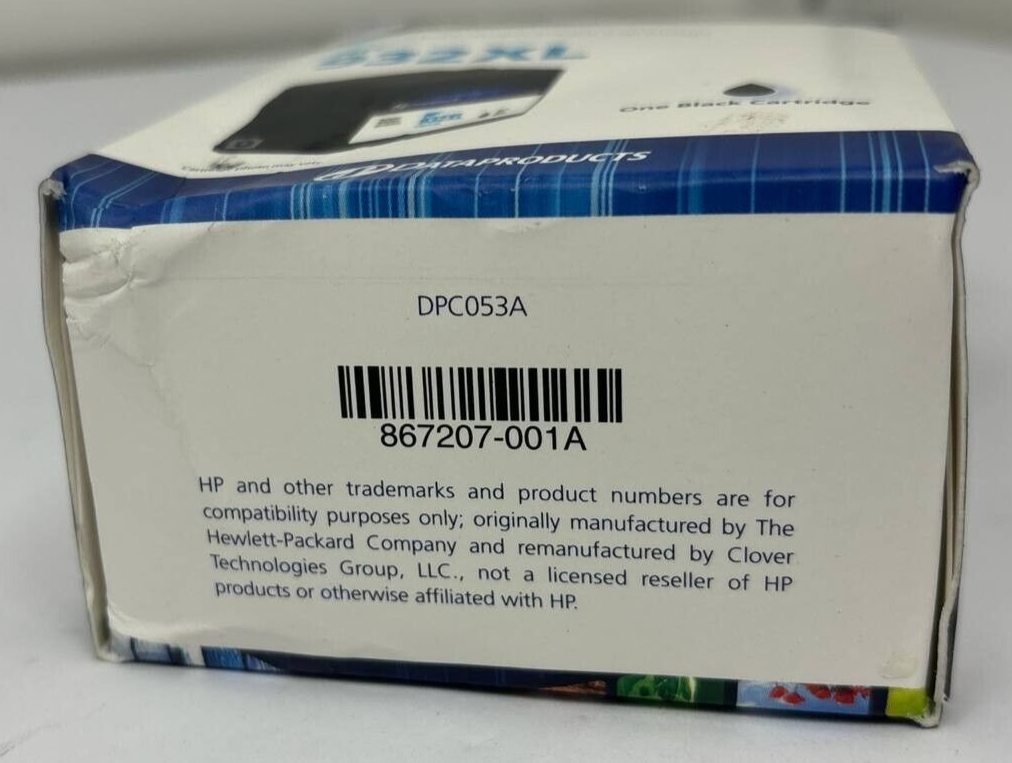 932XL
One Black Cartridge
DATAPRODUCTS
DPC053A
867207-001A
HP and other trademarks and product numbers are for
compatibility purposes only; originally manufactured by The
Hewlett-Packard Company and remanufactured by Clover
Technologies Group, LLC., not a licensed reseller of HP
products or otherwise affiliated with HP.